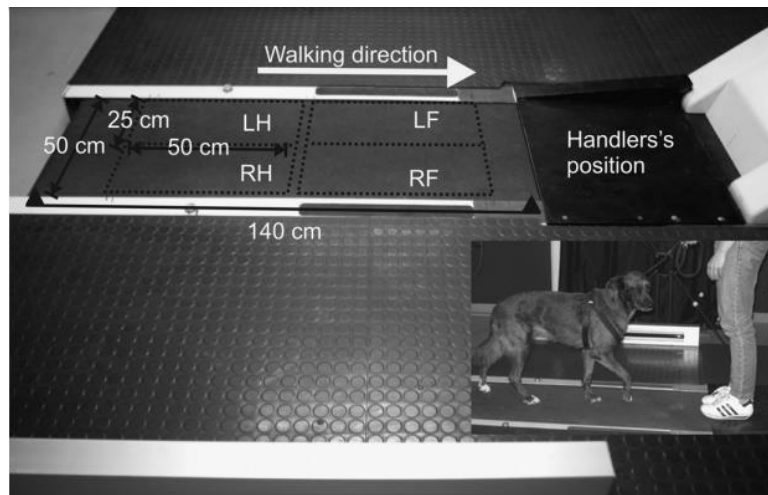 Walking direction
25 cm
LH
LF
50 cm
50 cm
Handlers's
position
RH
RF
140 cm